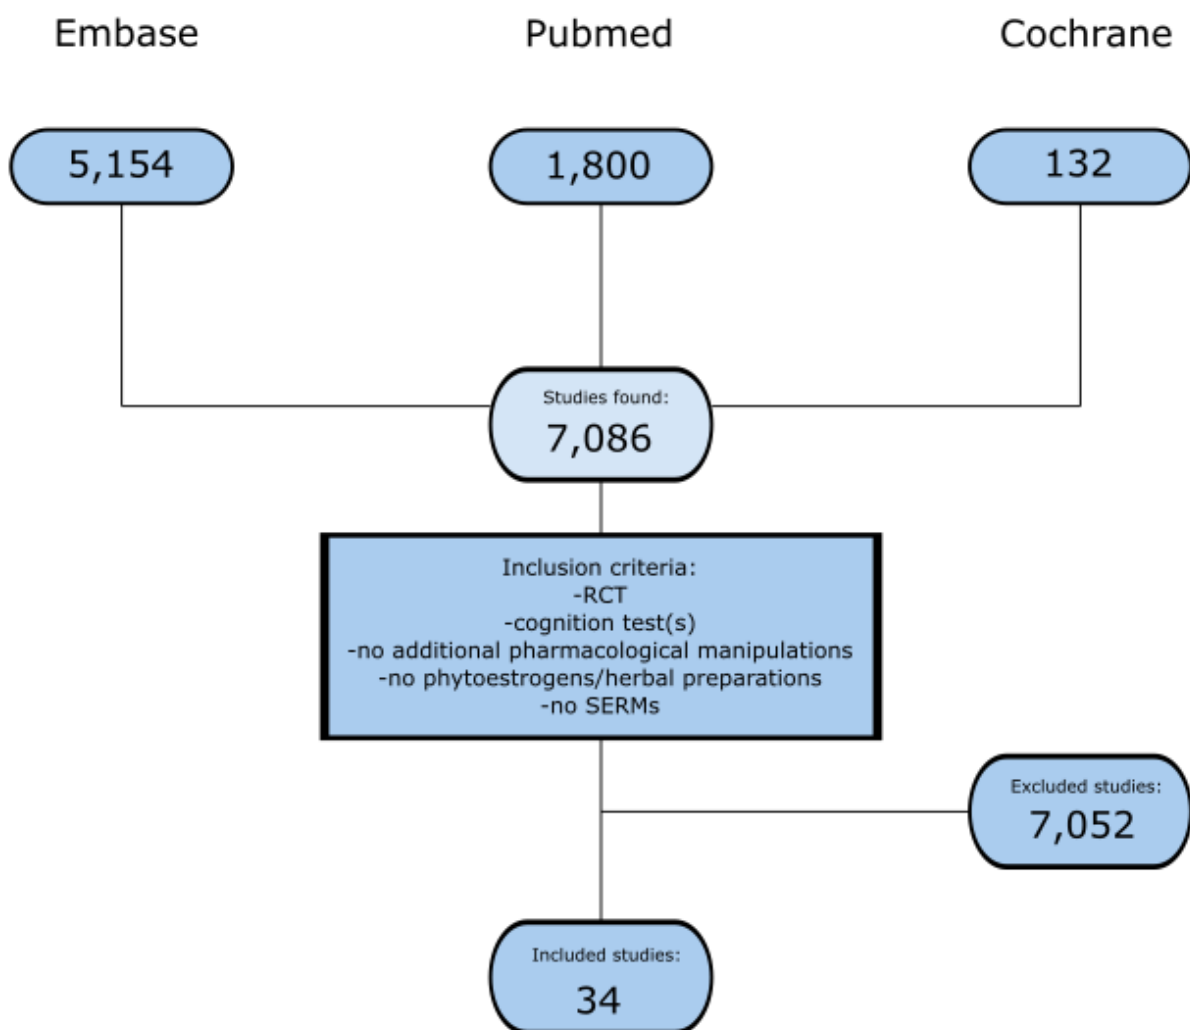 Embase
Pubmed
Cochrane
5,154
1,800
132
Studies found:
7,086
Inclusion criteria:
-RCT
-cognition test(s)
-no additional pharmacological manipulations
-no phytoestrogens/herbal preparations
-no SERMs
Excluded studies:
7,052
Included studies:
34